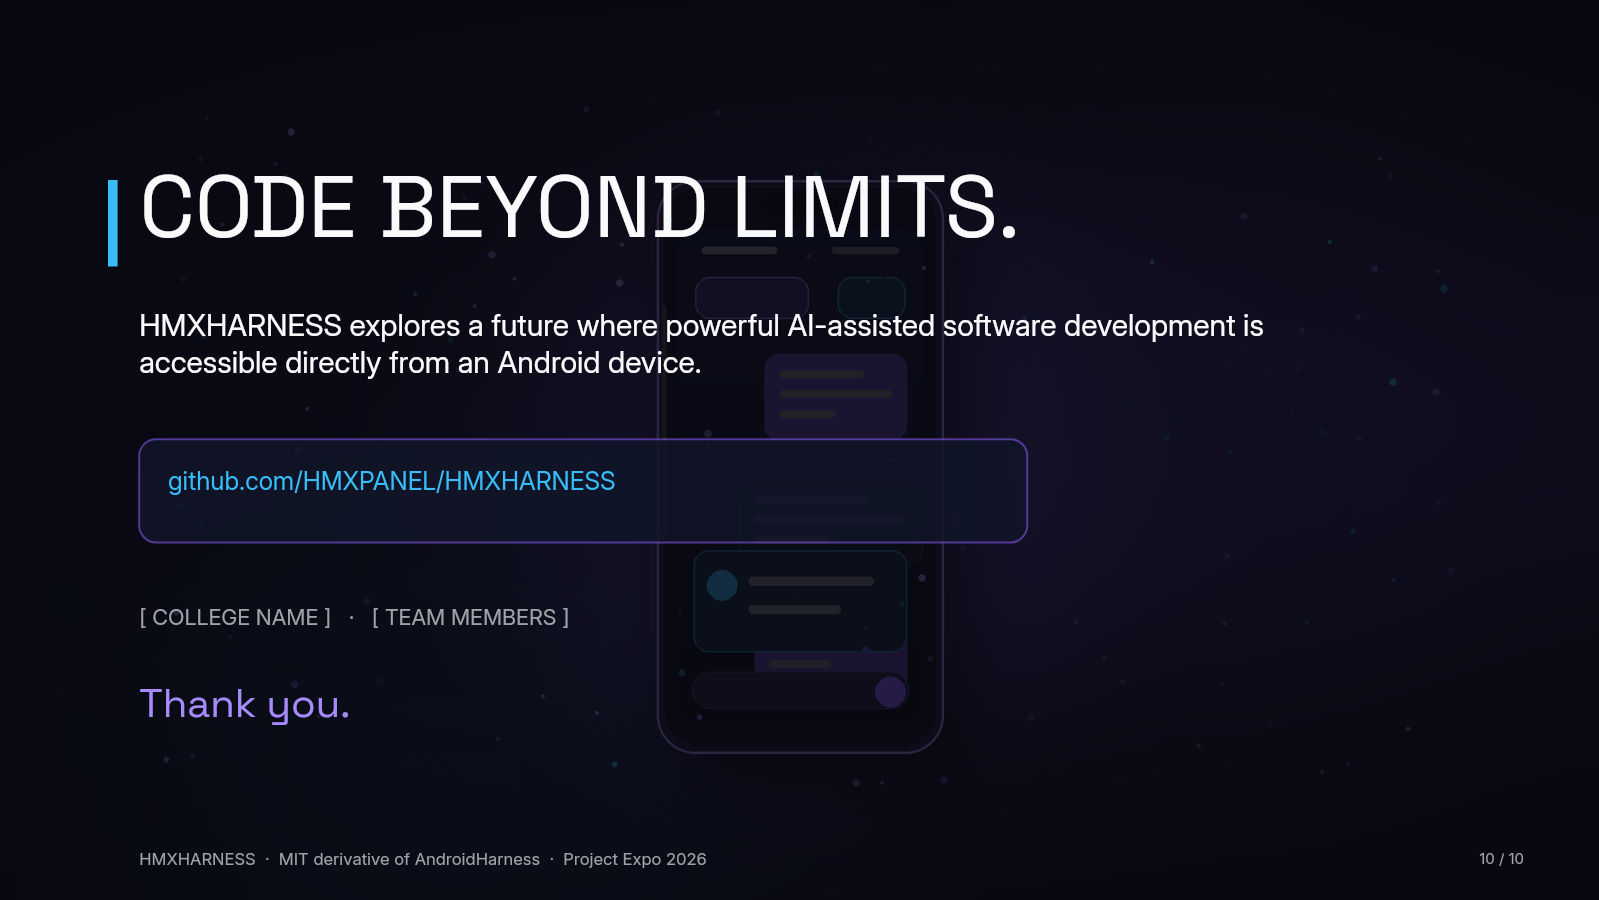 CODE BEYOND LIMITS.
HMXHARNESS explores a future where powerful AI-assisted software development is
accessible directly from an Android device.
github.com/HMXPANEL/HMXHARNESS
[ COLLEGE NAME ]  ·  [ TEAM MEMBERS ]
Thank you.
HMXHARNESS  ·  MIT derivative of AndroidHarness  ·  Project Expo 2026
10 / 10